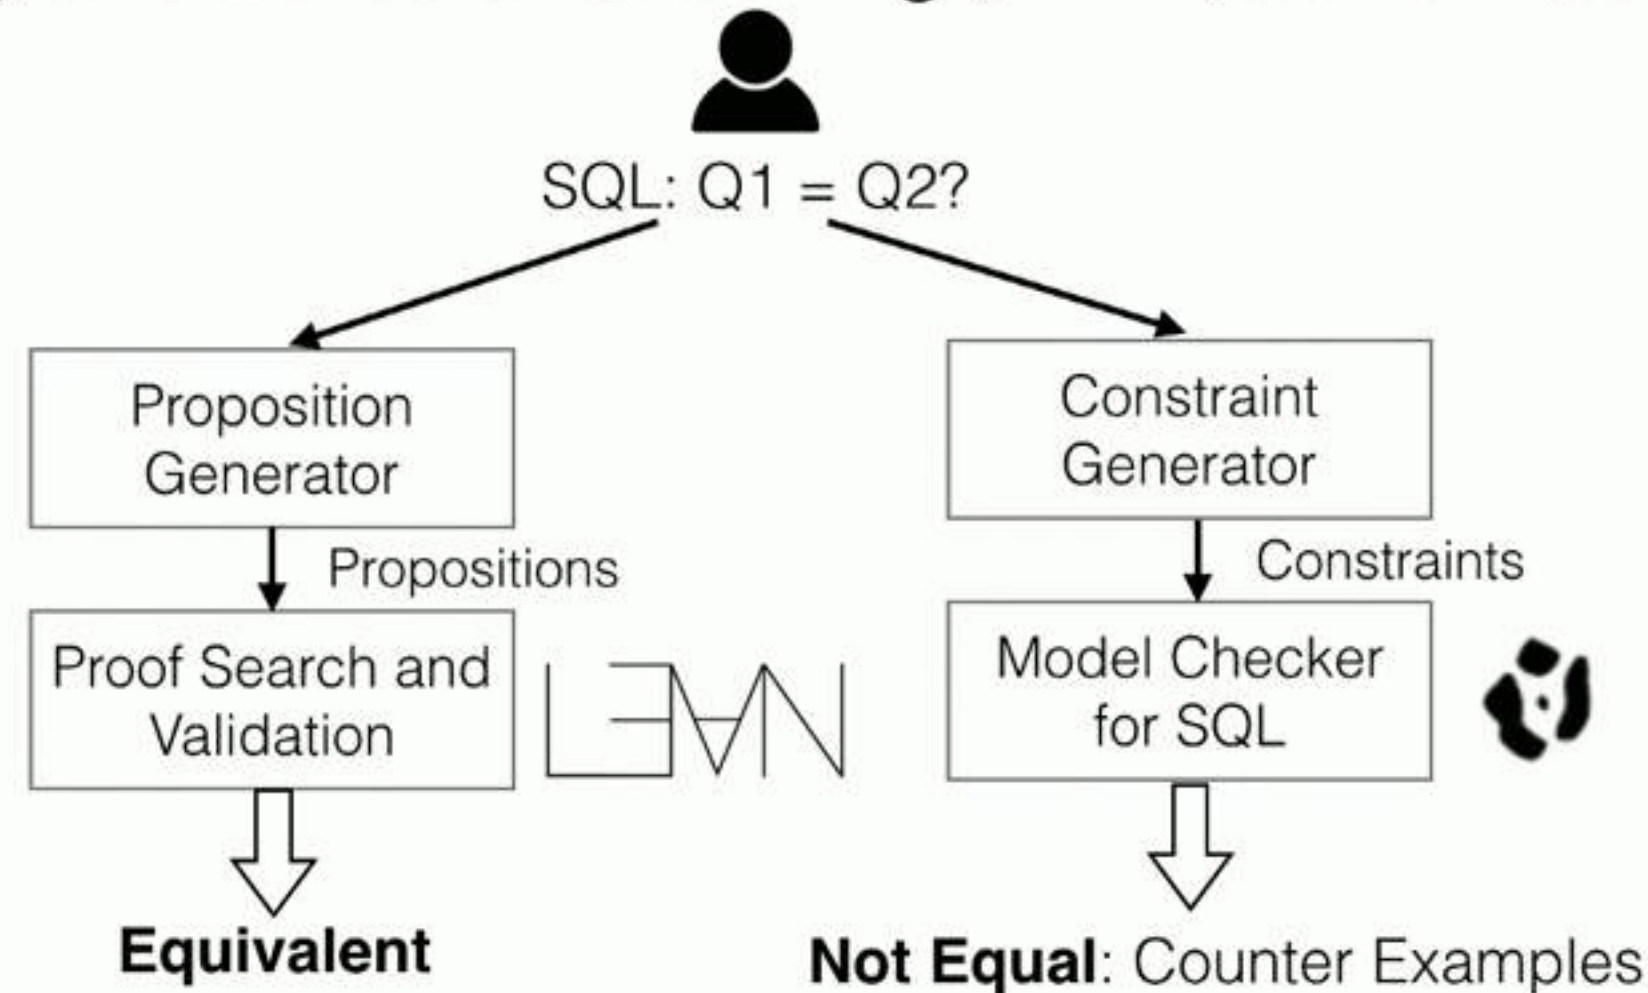 SQL: Q1 = Q2?
Proposition
Generator
Constraint
Generator
Propositions
Constraints
Proof Search and
Validation
LEAN
Model Checker
for SQL
Equivalent
Not Equal: Counter Examples